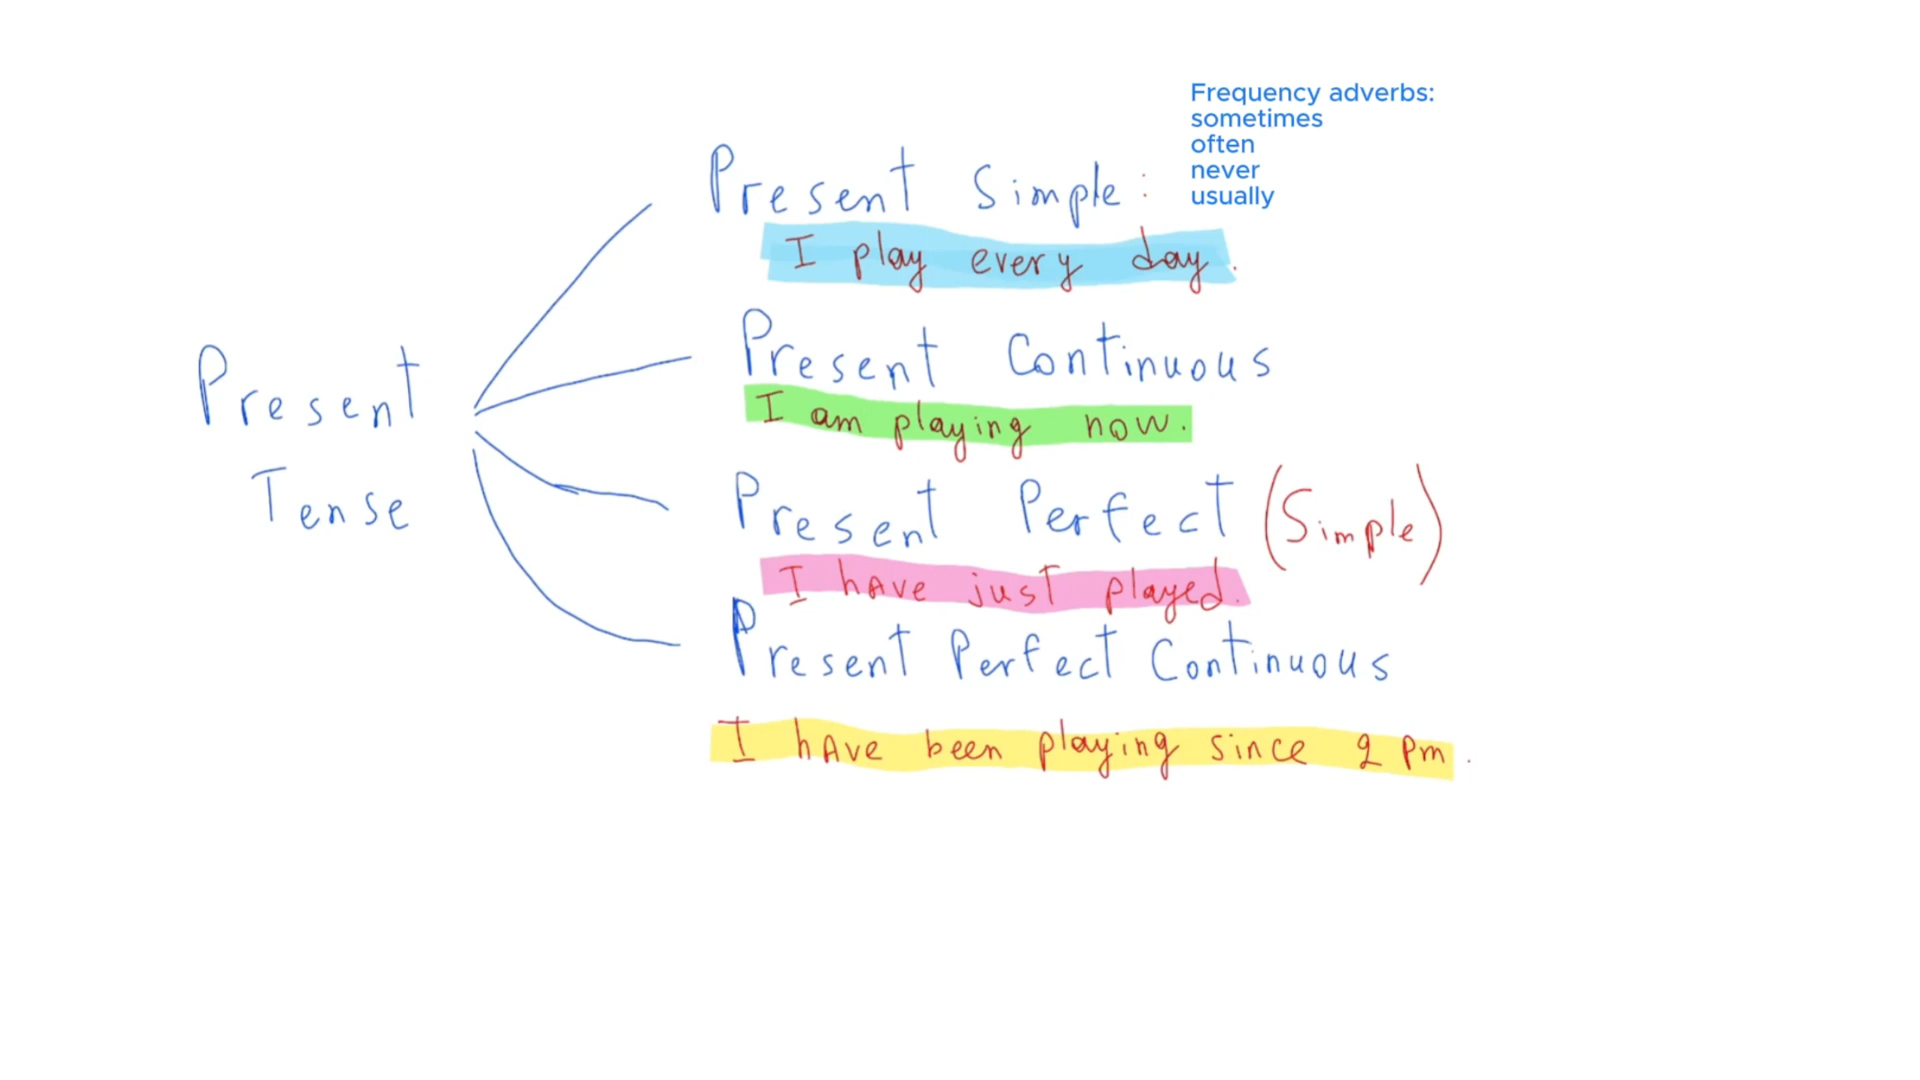 Frequency adverbs:
sometimes
often
never
usually
Present Simple:
I play every day.
Present Continuous
I am playing now.
Present
Tense
Present Perfect (Simple)
I have just played.
Present Perfect Continuous
I have been playing since 2 pm.